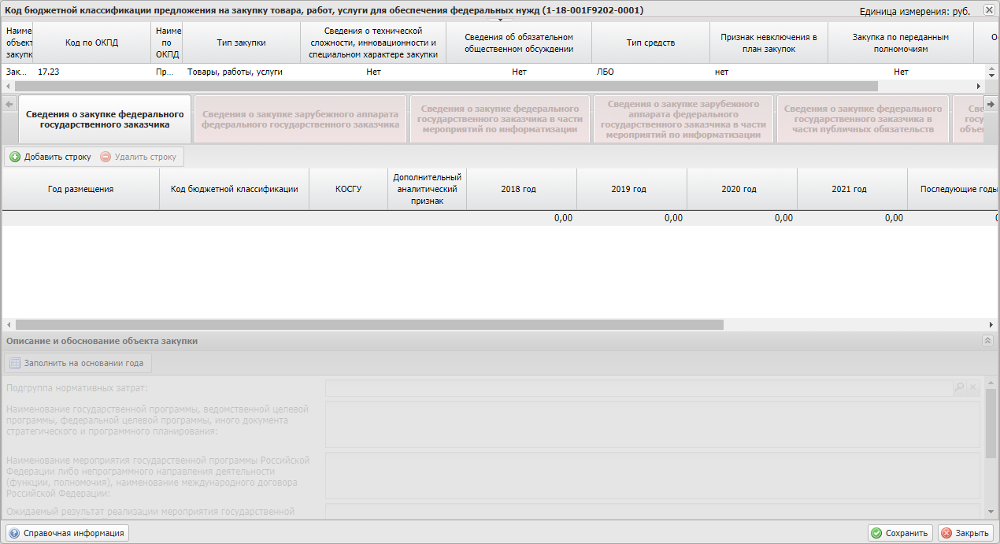 Код бюджетной классификации предложения на закупку товара, работ, услуги для обеспечения федеральных нужд (1-18-001F9202-0001)
Единица измерения: руб.
Наиме
объект
закупк
Код по ОКПД
Наиме
по
ОКПД
Тип закупки
Сведения о технической
сложности, инновационности и
специальном характере закупки
Сведения об обязательном
общественном обсуждении
Тип средств
Признак невключения в
план закупок
Закупка по переданным
полномочиям
Зак... 17.23 Пр... Товары, работы, услуги Нет Нет ЛБО нет Нет
Сведения о закупке федерального
государственного заказчика
Сведения о закупке зарубежного аппарата
федерального государственного заказчика
Сведения о закупке федерального
государственного заказчика в части
мероприятий по информатизации
Сведения о закупке зарубежного
аппарата федерального
государственного заказчика в части
мероприятий по информатизации
Сведения о закупке федерального
государственного заказчика в
части публичных обязательств
Све
госу
объе
Добавить строку Удалить строку
Год размещения
Код бюджетной классификации
КОСГУ
Дополнительный
аналитический
признак
2018 год
2019 год
2020 год
2021 год
Последующие годы
0,00 0,00 0,00 0,00
Описание и обоснование объекта закупки
Заполнить на основании года
Подгруппа нормативных затрат:
Наименование государственной программы, ведомственной целевой
программы, федеральной целевой программы, иного документа
стратегического и программного планирования:
Наименование мероприятия государственной программы Российской
Федерации либо непрограммного направления деятельности
(функции, полномочия), наименование международного договора
Российской Федерации:
Ожидаемый результат реализации мероприятия государственной
Справочная информация
Сохранить
Закрыть